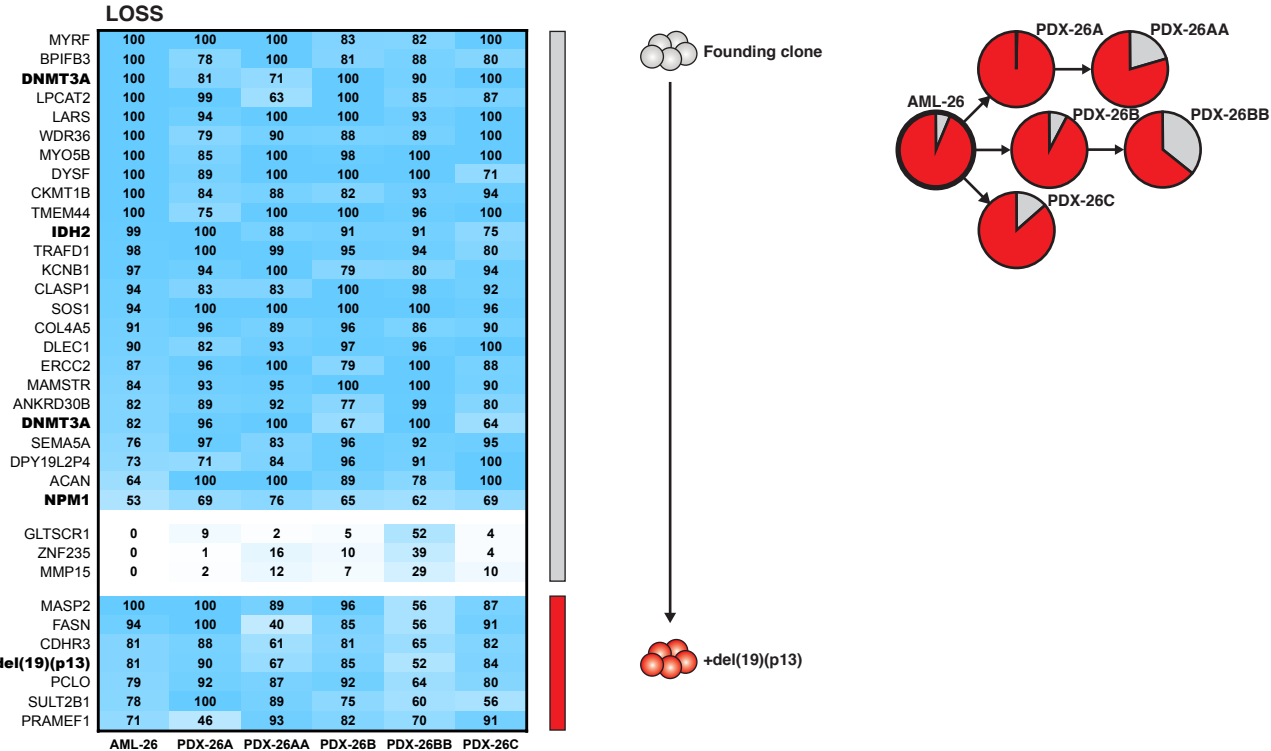 LOSS
MYRF 100 100 100 83 82 100
BPIFB3 100 78 100 81 88 80
DNMT3A 100 81 71 100 90 100
LPCAT2 100 99 63 100 85 87
LARS 100 94 100 100 93 100
WDR36 100 79 90 88 89 100
MYO5B 100 85 100 98 100 100
DYSF 100 89 100 100 100 71
CKMT1B 100 84 88 82 93 94
TMEM44 100 75 100 100 96 100
IDH2 99 100 88 91 91 75
TRAFD1 98 100 99 95 94 80
KCNB1 97 94 100 79 80 94
CLASP1 94 83 83 100 98 92
SOS1 94 100 100 100 100 96
COL4A5 91 96 89 96 86 90
DLEC1 90 82 93 97 96 100
ERCC2 87 96 100 79 100 88
MAMSTR 84 93 95 100 100 90
ANKRD30B 82 89 92 77 99 80
DNMT3A 82 96 100 67 100 64
SEMA5A 76 97 83 96 92 95
DPY19L2P4 73 71 84 96 91 100
ACAN 64 100 100 89 78 100
NPM1 53 69 76 65 62 69
GLTSCR1 0 9 2 5 52 4
ZNF235 0 1 16 10 39 4
MMP15 0 2 12 7 29 10
MASP2 100 100 89 96 56 87
FASN 94 100 40 85 56 91
CDHR3 81 88 61 81 65 82
del(19)(p13) 81 90 67 85 52 84
PCLO 79 92 87 92 64 80
SULT2B1 78 100 89 75 60 56
PRAMEF1 71 46 93 82 70 91
AML-26 PDX-26A PDX-26AA PDX-26B PDX-26BB PDX-26C
Founding clone
+del(19)(p13)
PDX-26A PDX-26AA
AML-26 PDX-26B PDX-26BB
PDX-26C